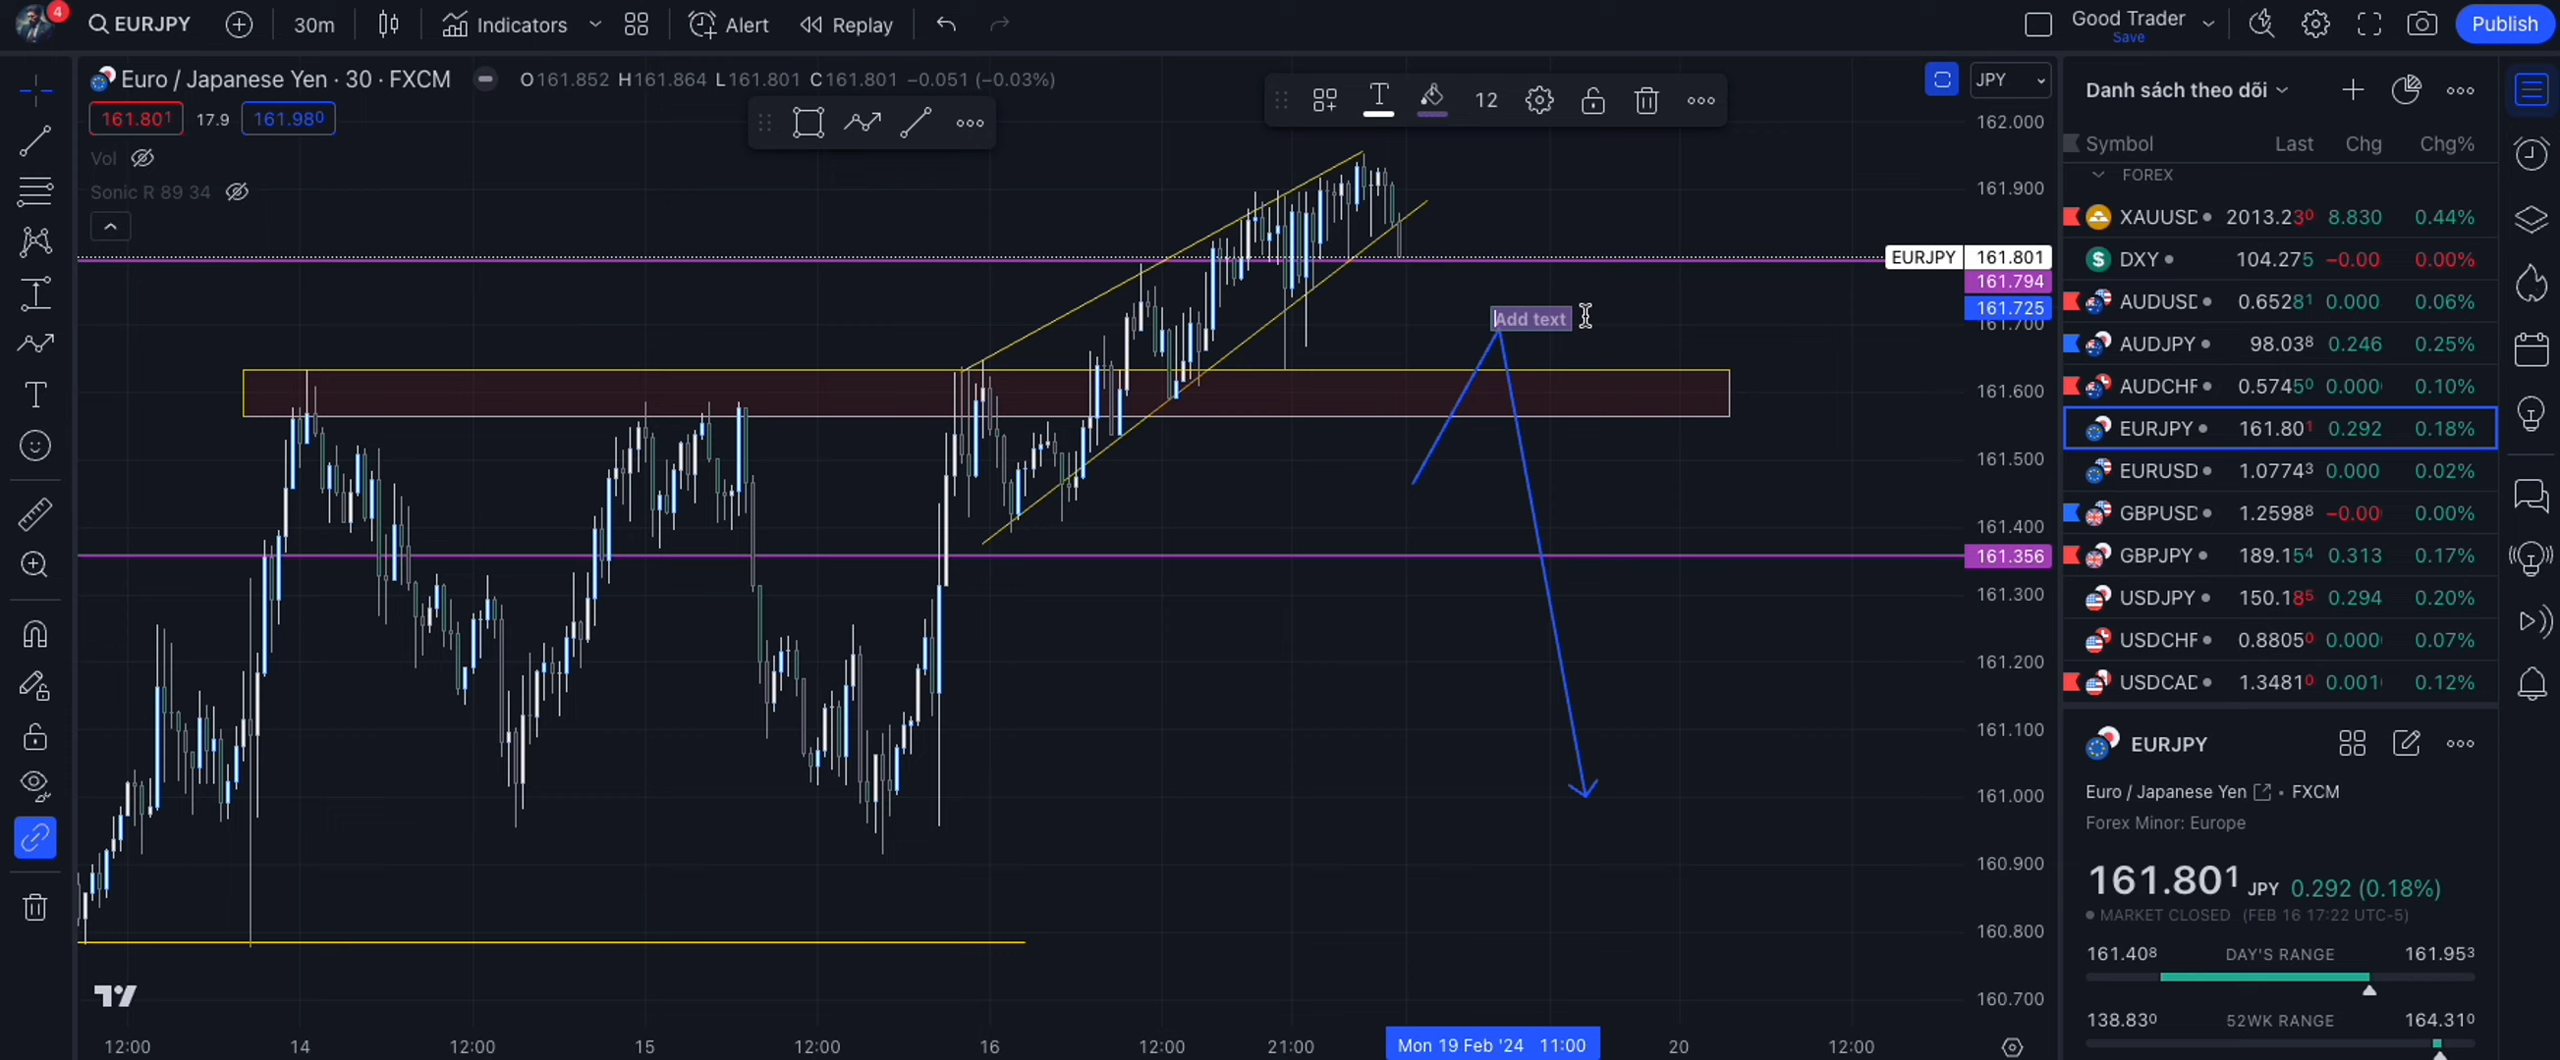 4 EURJPY 30m Indicators Alert Replay Good Trader Save Publish
Euro / Japanese Yen · 30 · FXCM O161.852 H161.864 L161.801 C161.801 −0.051 (−0.03%)
161.801 17.9 161.980
Vol
Sonic R 89 34
12
JPY
162.000
161.900
EURJPY 161.801
161.794
161.725
161.700
161.600
161.500
161.400
161.356
161.300
161.200
161.100
161.000
160.900
160.800
160.700
Add text
12:00 14 12:00 15 12:00 16 12:00 21:00 Mon 19 Feb '24 11:00 20 12:00
Danh sách theo dõi
Symbol Last Chg Chg%
FOREX
XAUUSD 2013.230 8.830 0.44%
DXY 104.275 −0.00 0.00%
AUDUSD 0.65281 0.000 0.06%
AUDJPY 98.038 0.246 0.25%
AUDCHF 0.57450 0.000 0.10%
EURJPY 161.801 0.292 0.18%
EURUSD 1.07743 0.000 0.02%
GBPUSD 1.25988 −0.00 0.00%
GBPJPY 189.154 0.313 0.17%
USDJPY 150.185 0.294 0.20%
USDCHF 0.88050 0.000 0.07%
USDCAD 1.34810 0.001 0.12%
EURJPY
Euro / Japanese Yen • FXCM
Forex Minor: Europe
161.801 JPY 0.292 (0.18%)
MARKET CLOSED (FEB 16 17:22 UTC-5)
161.408 DAY'S RANGE 161.953
138.830 52WK RANGE 164.310